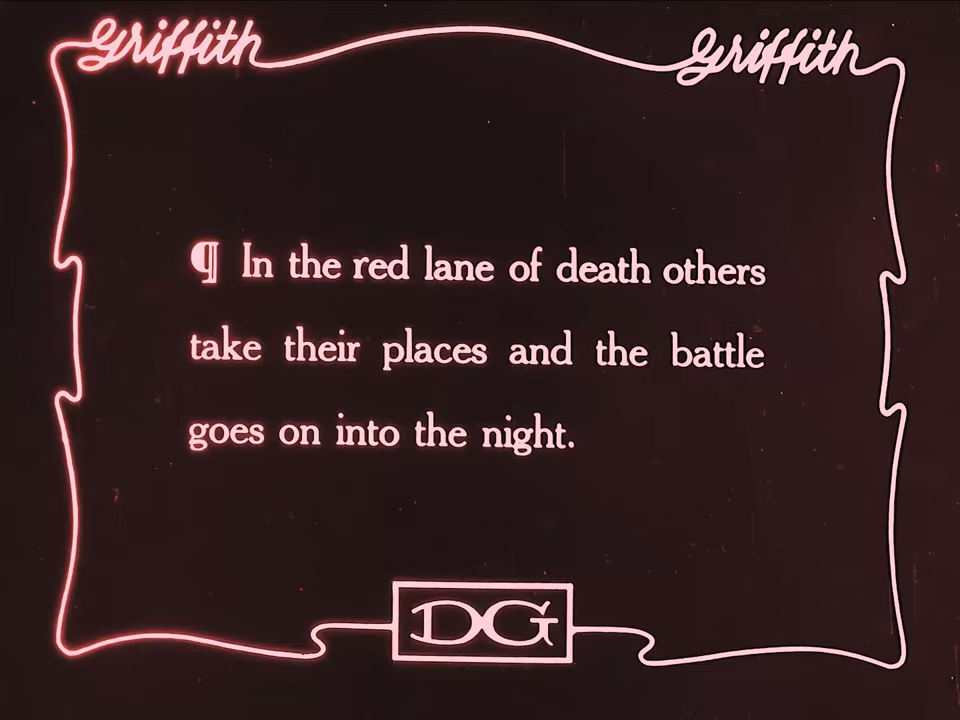 Griffith Griffith
¶ In the red lane of death others
take their places and the battle
goes on into the night.
DG